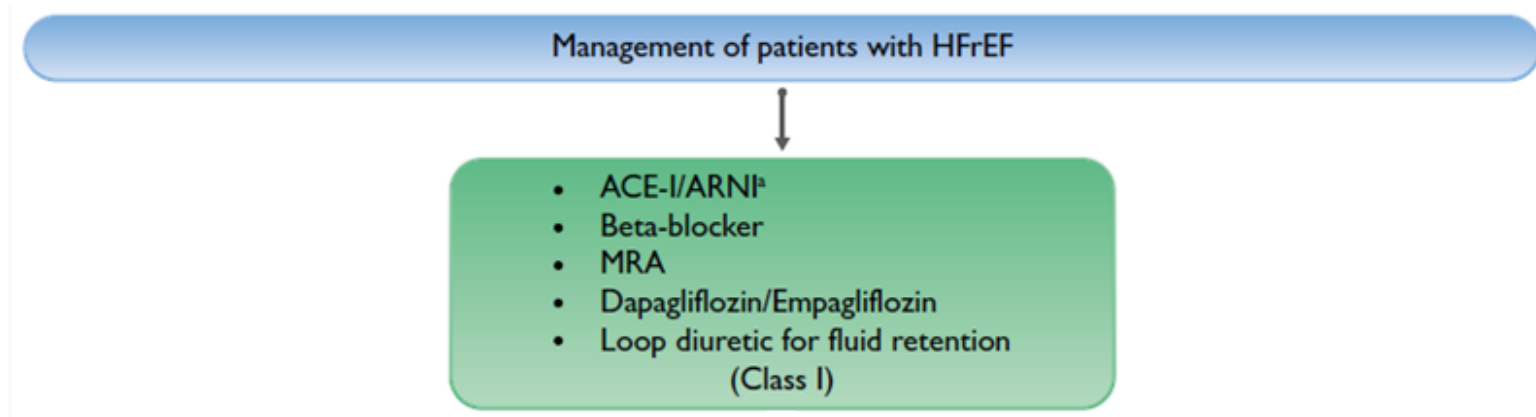 Management of patients with HFrEF
• ACE-I/ARNIª
• Beta-blocker
• MRA
• Dapagliflozin/Empagliflozin
• Loop diuretic for fluid retention
(Class I)